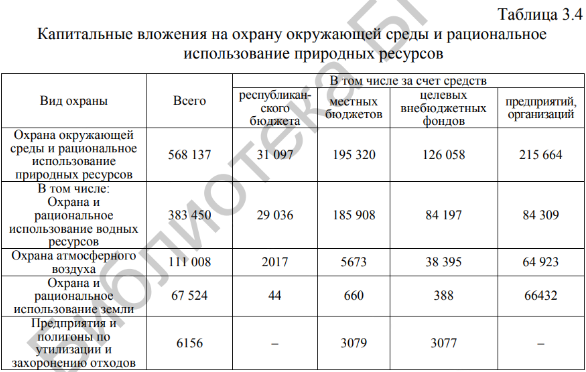 Таблица 3.4
Капитальные вложения на охрану окружающей среды и рациональное
использование природных ресурсов
Вид охраны
Всего
В том числе за счет средств
республикан-
ского
бюджета
местных
бюджетов
целевых
внебюджетных
фондов
предприятий,
организаций
Охрана окружающей
среды и рациональное
использование
природных ресурсов
568 137
31 097
195 320
126 058
215 664
В том числе:
Охрана и
рациональное
использование водных
ресурсов
383 450
29 036
185 908
84 197
84 309
Охрана атмосферного
воздуха
111 008
2017
5673
38 395
64 923
Охрана и
рациональное
использование земли
67 524
44
660
388
66432
Предприятия и
полигоны по
утилизации и
захоронению отходов
6156
–
3079
3077
–
Библиотека